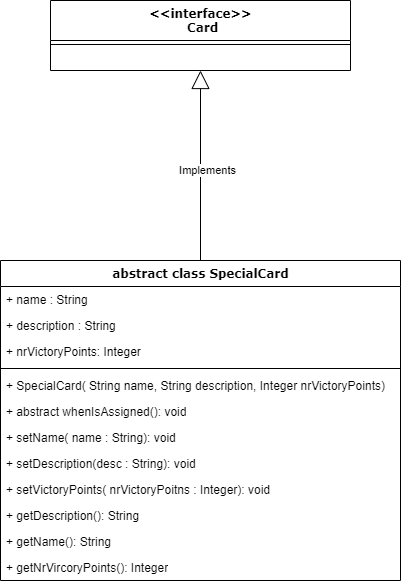 <<interface>>
Card
Implements
abstract class SpecialCard
+ name : String
+ description : String
+ nrVictoryPoints: Integer
+ SpecialCard( String name, String description, Integer nrVictoryPoints)
+ abstract whenIsAssigned(): void
+ setName( name : String): void
+ setDescription(desc : String): void
+ setVictoryPoints( nrVictoryPoitns : Integer): void
+ getDescription(): String
+ getName(): String
+ getNrVircoryPoints(): Integer